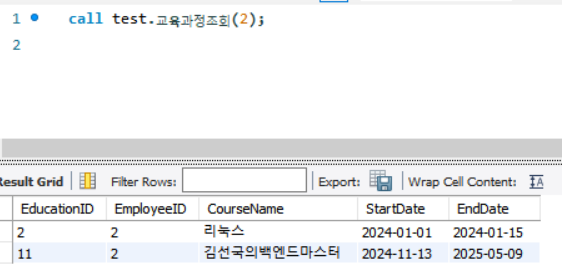 1 call test.교육과정조회(2);
2
Result Grid Filter Rows: Export: Wrap Cell Content: IA
EducationID EmployeeID CourseName StartDate EndDate
2 2 리눅스 2024-01-01 2024-01-15
11 2 김선국의백엔드마스터 2024-11-13 2025-05-09